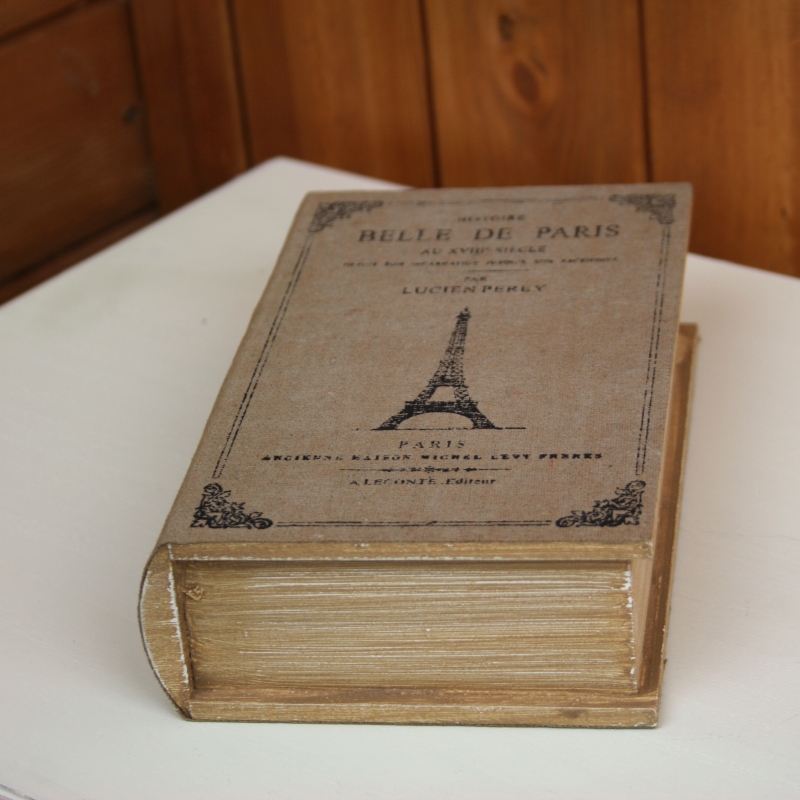 HISTOIRE
BELLE DE PARIS
AU XVIIIe SIECLE
PAR
LUCIEN PEREY
PARIS
ANCIENNE MAISON MICHEL LEVY FRERES
A LECONTE .Editeur